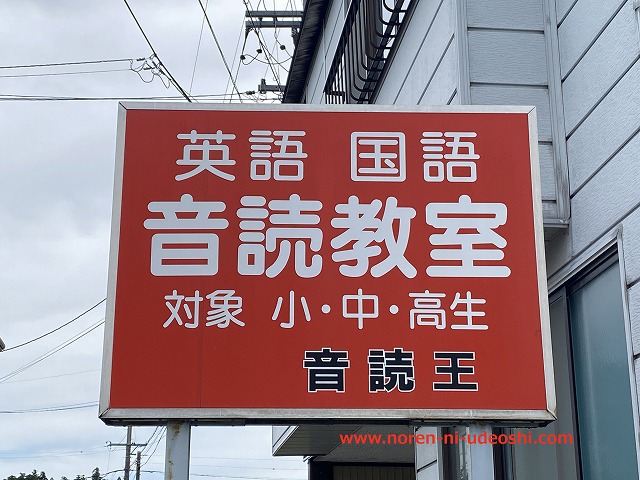 英語 国語
音読教室
対象 小・中・高生
音読王
www.noren-ni-udeoshi.com